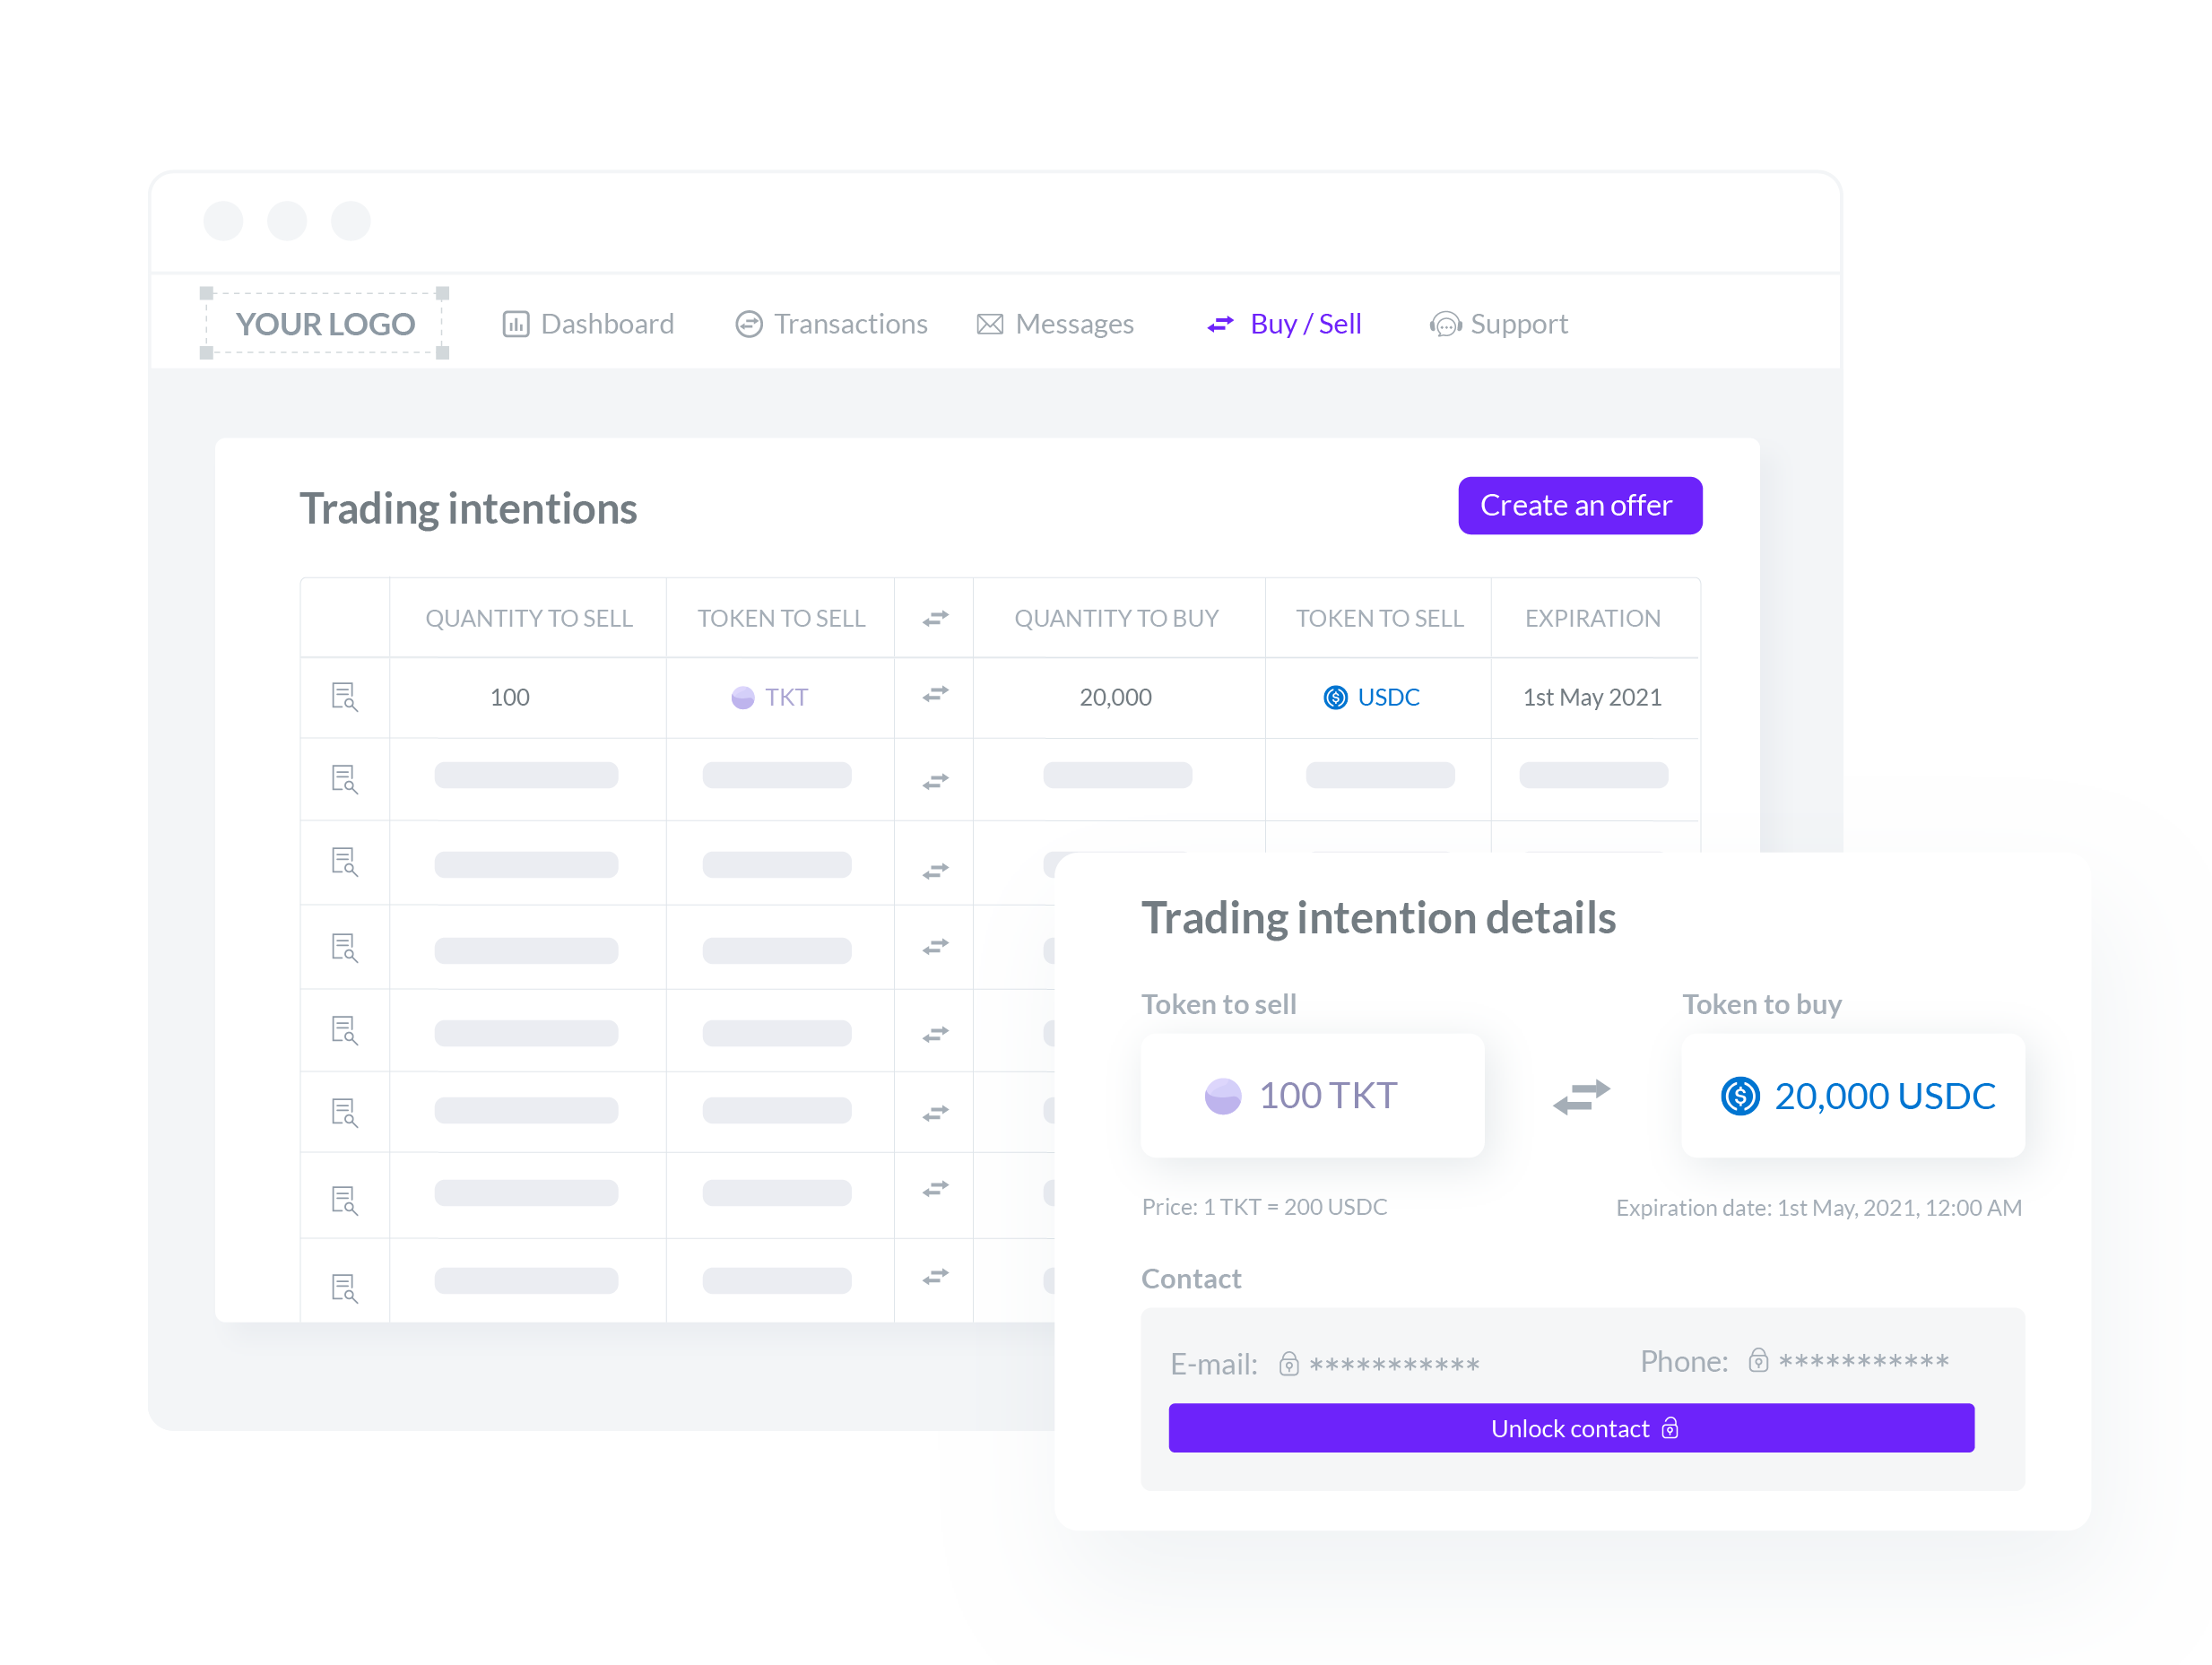 YOUR LOGO
Dashboard
Transactions
Messages
Buy / Sell
Support
Trading intentions
Create an offer
QUANTITY TO SELL
TOKEN TO SELL
QUANTITY TO BUY
TOKEN TO SELL
EXPIRATION
100
TKT
20,000
USDC
1st May 2021
Trading intention details
Token to sell
Token to buy
100 TKT
20,000 USDC
Price: 1 TKT = 200 USDC
Expiration date: 1st May, 2021, 12:00 AM
Contact
E-mail: ***********
Phone: ***********
Unlock contact